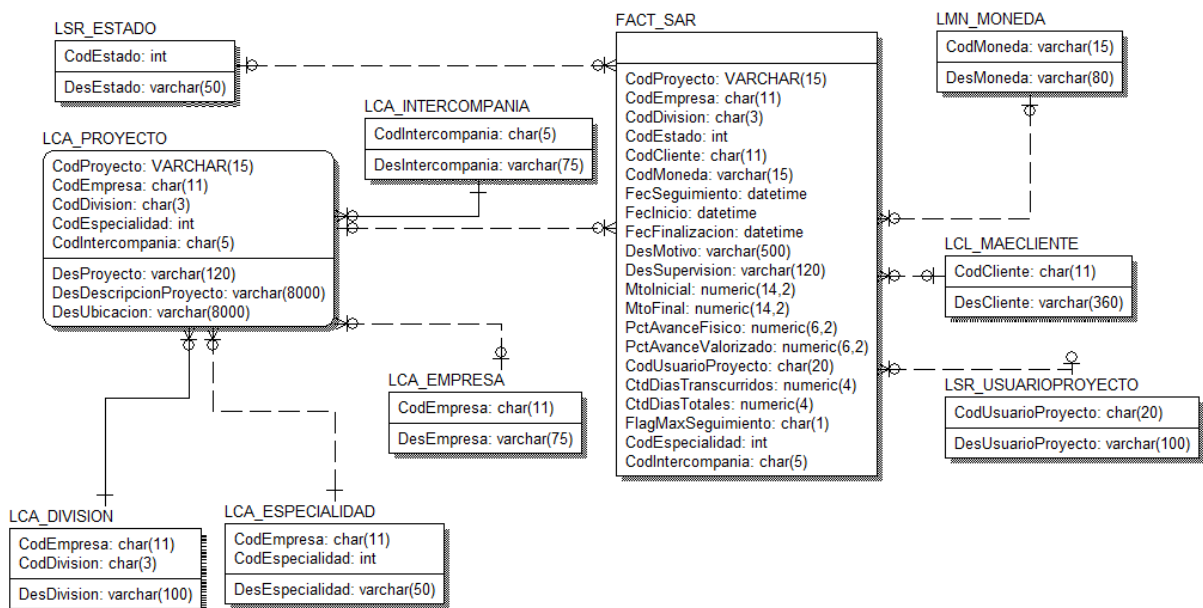 LSR_ESTADO
CodEstado: int
DesEstado: varchar(50)
FACT_SAR
CodProyecto: VARCHAR(15)
CodEmpresa: char(11)
CodDivision: char(3)
CodEstado: int
CodCliente: char(11)
CodMoneda: varchar(15)
FecSeguimiento: datetime
FecInicio: datetime
FecFinalizacion: datetime
DesMotivo: varchar(500)
DesSupervision: varchar(120)
MtoInicial: numeric(14,2)
MtoFinal: numeric(14,2)
PctAvanceFisico: numeric(6,2)
PctAvanceValorizado: numeric(6,2)
CodUsuarioProyecto: char(20)
CtdDiasTranscurridos: numeric(4)
CtdDiasTotales: numeric(4)
FlagMaxSeguimiento: char(1)
CodEspecialidad: int
CodIntercompania: char(5)
LMN_MONEDA
CodMoneda: varchar(15)
DesMoneda: varchar(80)
LCA_INTERCOMPANIA
CodIntercompania: char(5)
DesIntercompania: varchar(75)
LCA_PROYECTO
CodProyecto: VARCHAR(15)
CodEmpresa: char(11)
CodDivision: char(3)
CodEspecialidad: int
CodIntercompania: char(5)
DesProyecto: varchar(120)
DesDescripcionProyecto: varchar(8000)
DesUbicacion: varchar(8000)
LCL_MAECLIENTE
CodCliente: char(11)
DesCliente: varchar(360)
LCA_EMPRESA
CodEmpresa: char(11)
DesEmpresa: varchar(75)
LSR_USUARIOPROYECTO
CodUsuarioProyecto: char(20)
DesUsuarioProyecto: varchar(100)
LCA_DIVISION
CodEmpresa: char(11)
CodDivision: char(3)
DesDivision: varchar(100)
LCA_ESPECIALIDAD
CodEmpresa: char(11)
CodEspecialidad: int
DesEspecialidad: varchar(50)